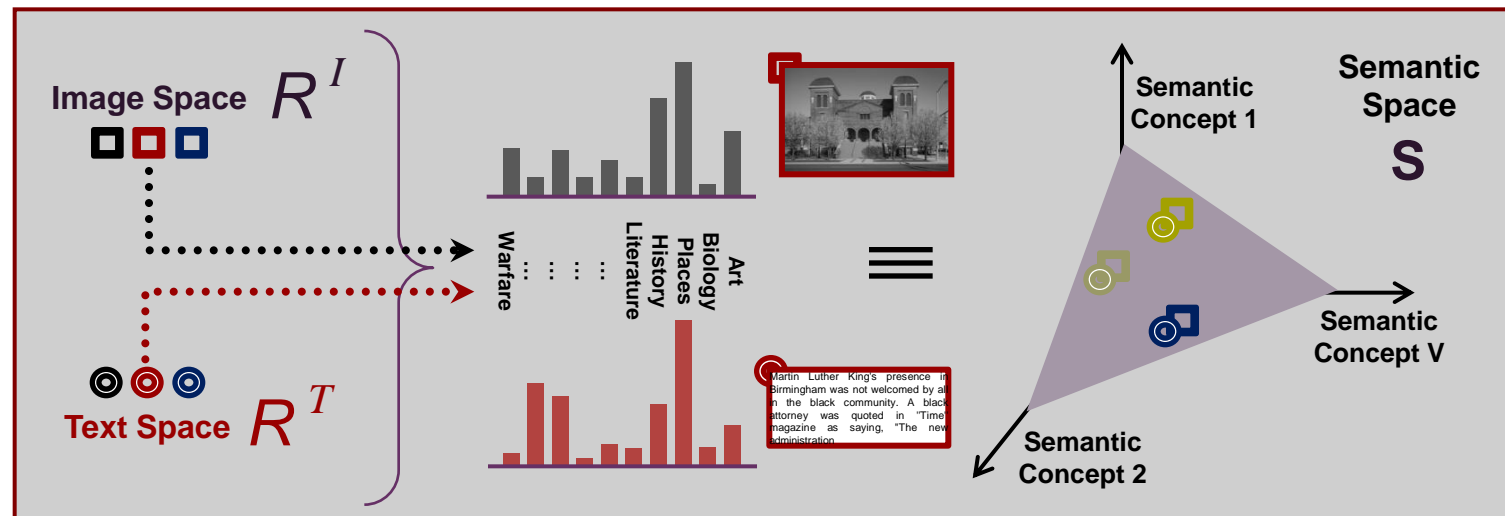 Image Space R^I
Text Space R^T
Warfare
...
...
...
...
Literature
History
Places
Biology
Art
Martin Luther King's presence in
Birmingham was not welcomed by all
in the black community. A black
attorney was quoted in "Time"
magazine as saying, "The new
administration
Semantic
Concept 1
Semantic
Space
S
Semantic
Concept V
Semantic
Concept 2